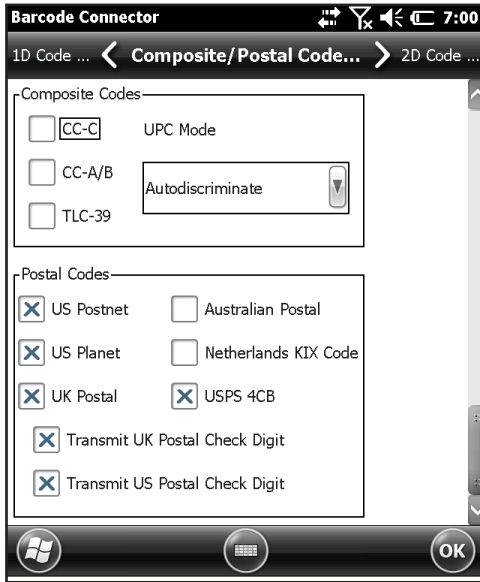 Barcode Connector 7:00
1D Code ... Composite/Postal Code... 2D Code ...
Composite Codes
CC-C UPC Mode
CC-A/B
Autodiscriminate
TLC-39
Postal Codes
US Postnet Australian Postal
US Planet Netherlands KIX Code
UK Postal USPS 4CB
Transmit UK Postal Check Digit
Transmit US Postal Check Digit
OK